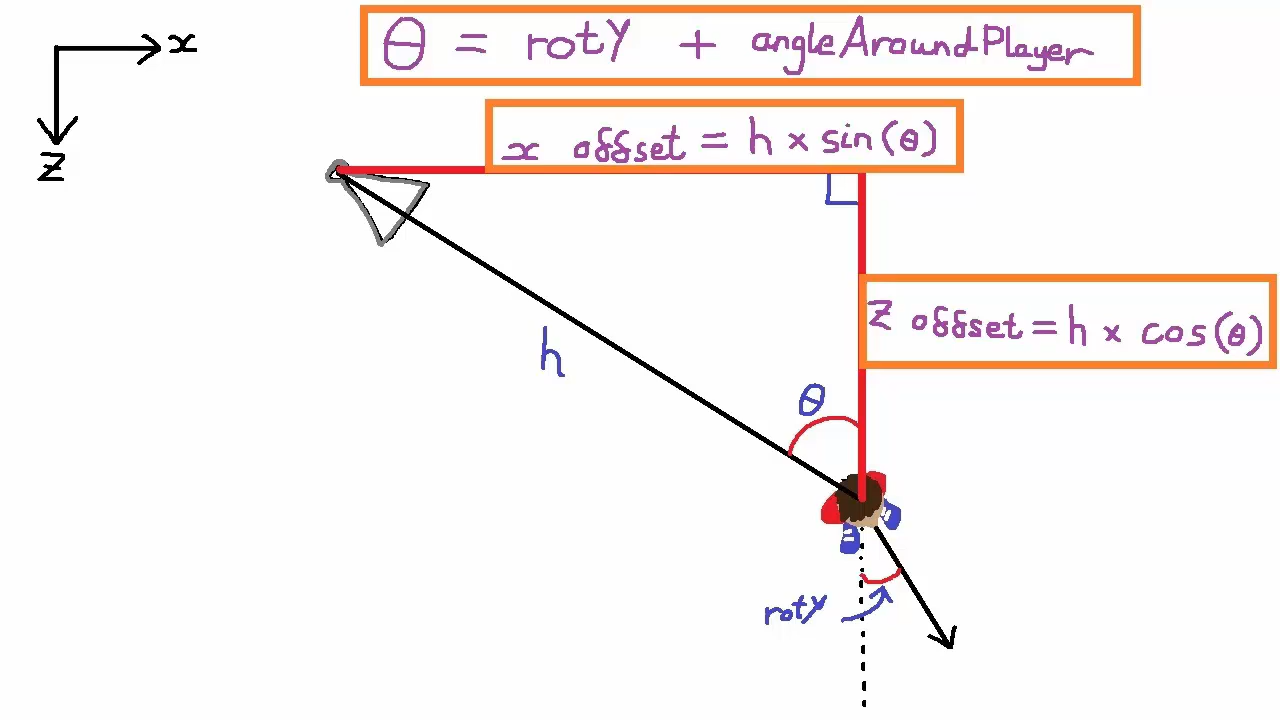 θ = rotY + angleAroundPlayer
x
z
x offset = h × sin(θ)
z offset = h × cos(θ)
h
θ
rotY